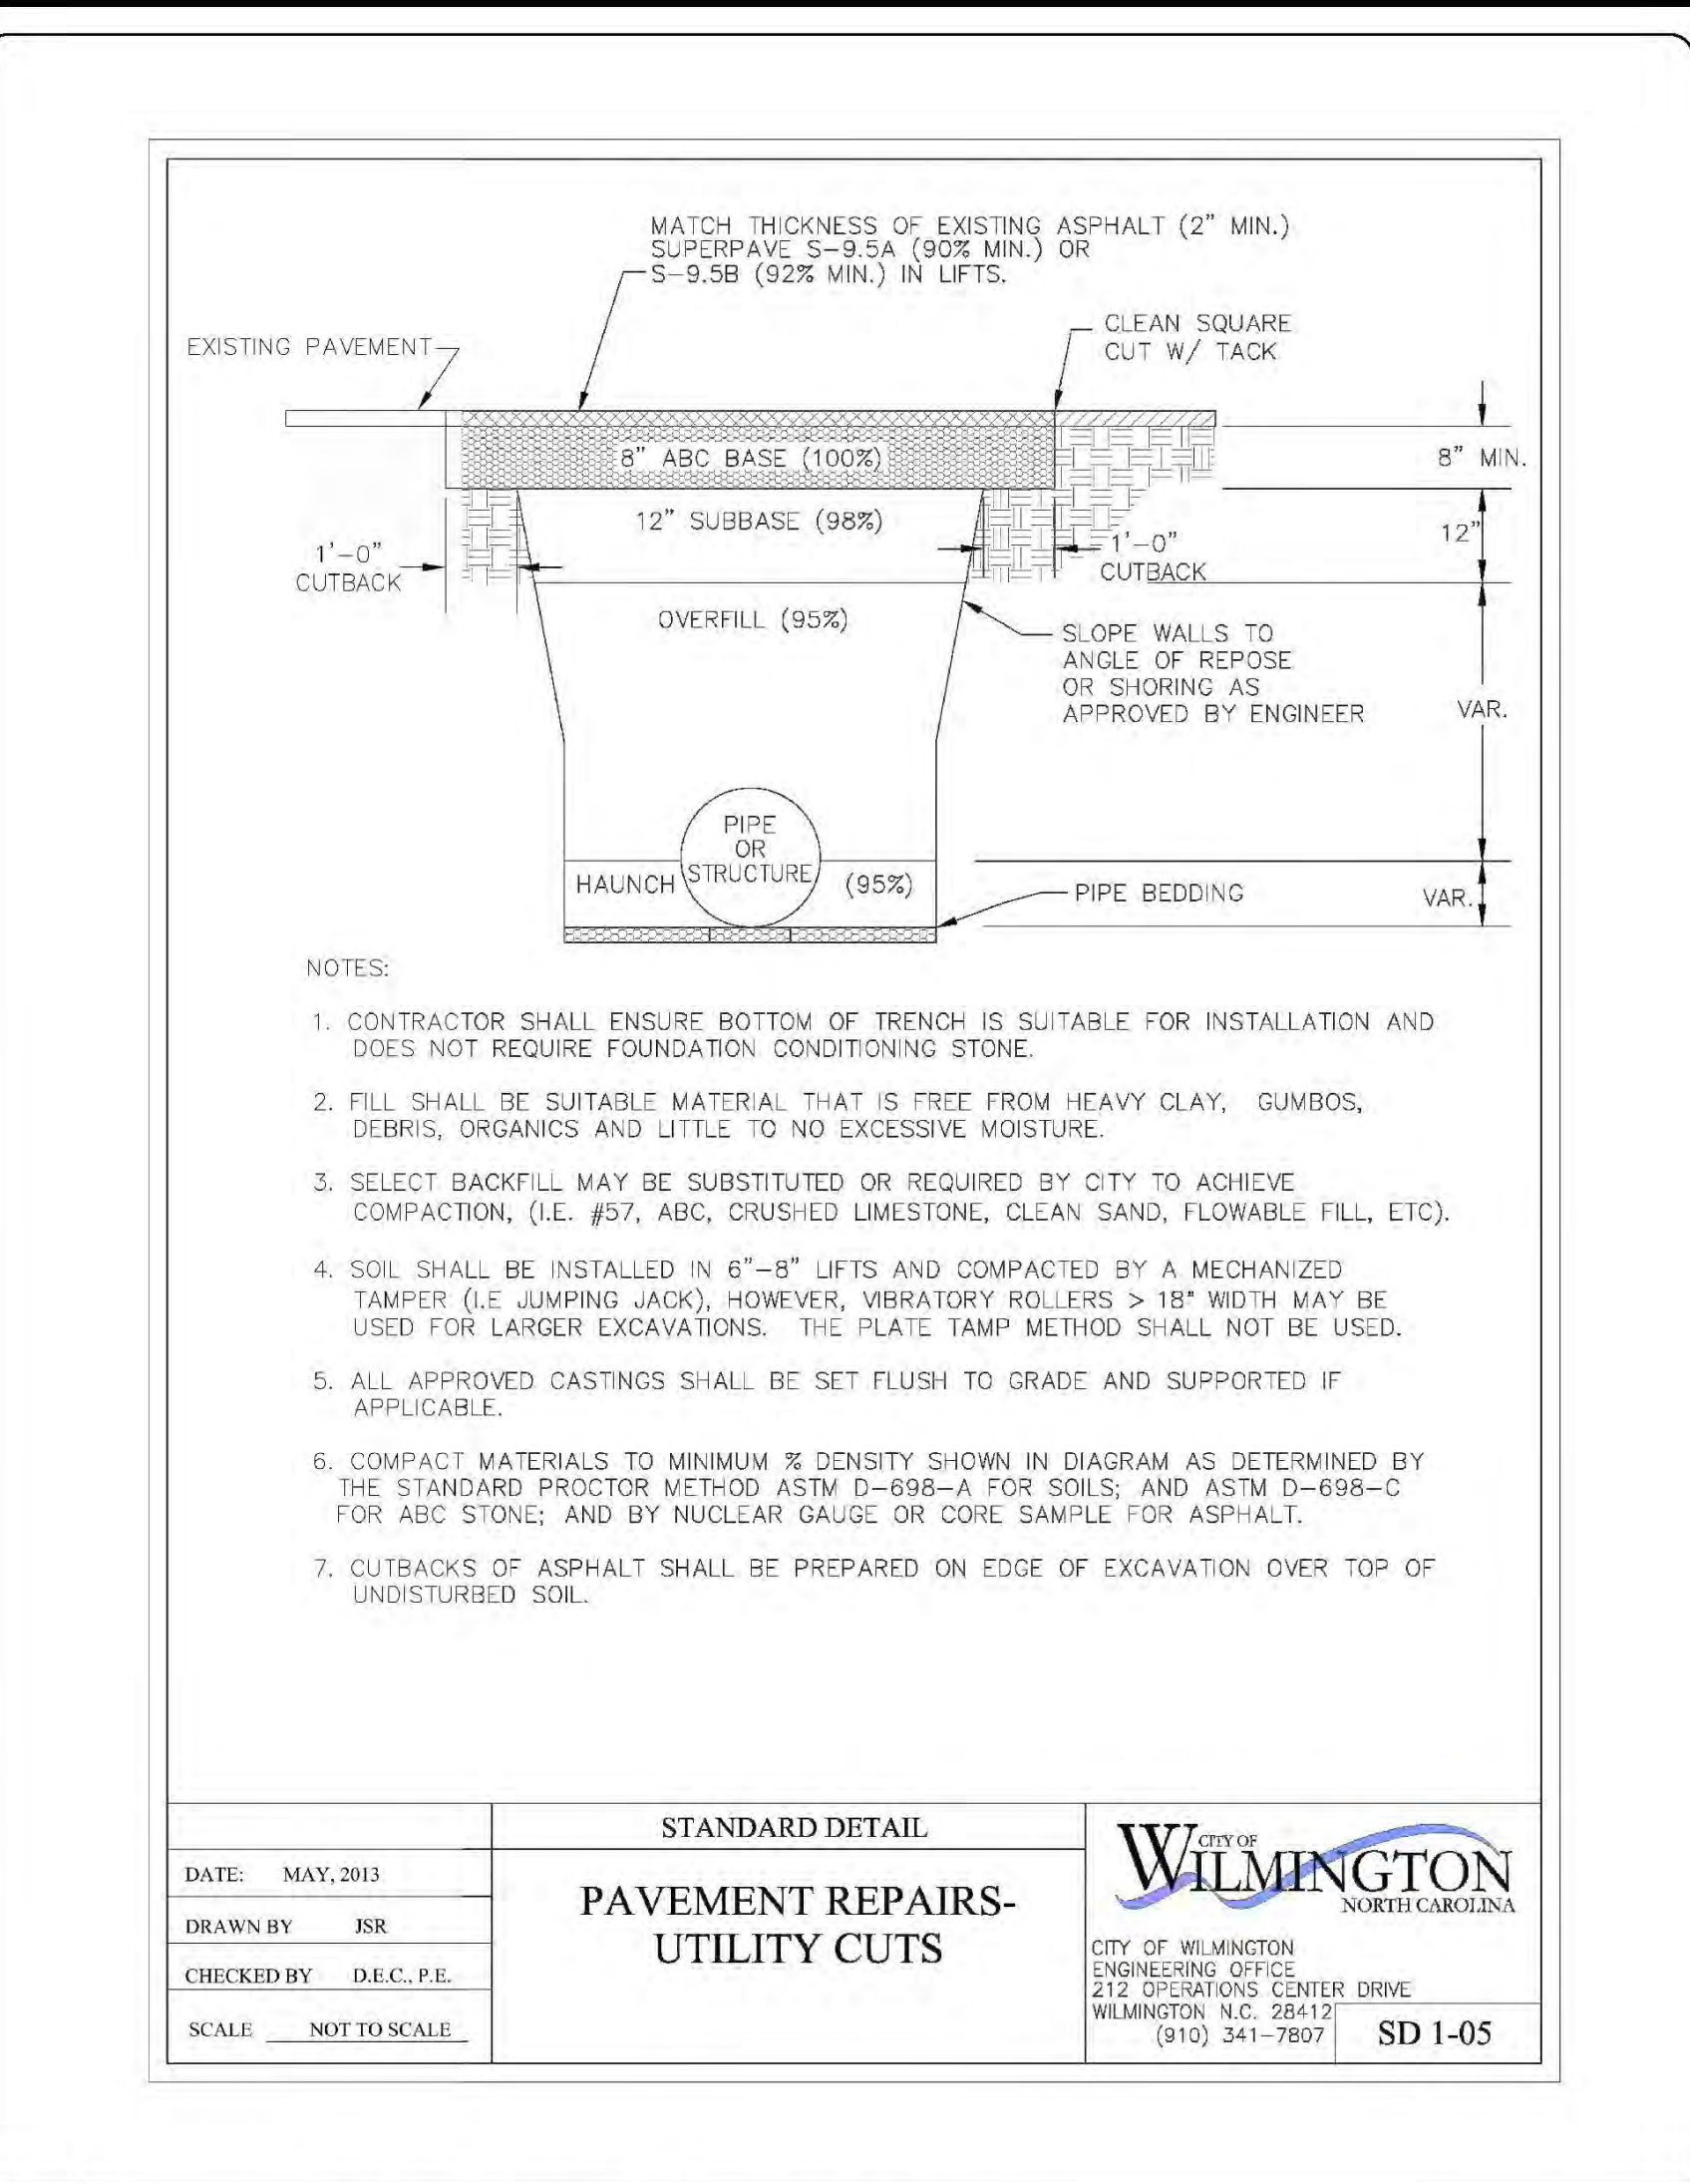 MATCH THICKNESS OF EXISTING ASPHALT (2" MIN.)
SUPERPAVE S-9.5A (90% MIN.) OR
S-9.5B (92% MIN.) IN LIFTS.
CLEAN SQUARE
CUT W/ TACK
EXISTING PAVEMENT
8" ABC BASE (100%)
8" MIN.
12" SUBBASE (98%)
12"
1'-0"
CUTBACK
1'-0"
CUTBACK
OVERFILL (95%)
SLOPE WALLS TO
ANGLE OF REPOSE
OR SHORING AS
APPROVED BY ENGINEER
VAR.
PIPE
OR
STRUCTURE
HAUNCH
(95%)
PIPE BEDDING
VAR.
NOTES:
1. CONTRACTOR SHALL ENSURE BOTTOM OF TRENCH IS SUITABLE FOR INSTALLATION AND
DOES NOT REQUIRE FOUNDATION CONDITIONING STONE.
2. FILL SHALL BE SUITABLE MATERIAL THAT IS FREE FROM HEAVY CLAY, GUMBOS,
DEBRIS, ORGANICS AND LITTLE TO NO EXCESSIVE MOISTURE.
3. SELECT BACKFILL MAY BE SUBSTITUTED OR REQUIRED BY CITY TO ACHIEVE
COMPACTION, (I.E. #57, ABC, CRUSHED LIMESTONE, CLEAN SAND, FLOWABLE FILL, ETC).
4. SOIL SHALL BE INSTALLED IN 6"-8" LIFTS AND COMPACTED BY A MECHANIZED
TAMPER (I.E JUMPING JACK), HOWEVER, VIBRATORY ROLLERS > 18" WIDTH MAY BE
USED FOR LARGER EXCAVATIONS. THE PLATE TAMP METHOD SHALL NOT BE USED.
5. ALL APPROVED CASTINGS SHALL BE SET FLUSH TO GRADE AND SUPPORTED IF
APPLICABLE.
6. COMPACT MATERIALS TO MINIMUM % DENSITY SHOWN IN DIAGRAM AS DETERMINED BY
THE STANDARD PROCTOR METHOD ASTM D-698-A FOR SOILS; AND ASTM D-698-C
FOR ABC STONE; AND BY NUCLEAR GAUGE OR CORE SAMPLE FOR ASPHALT.
7. CUTBACKS OF ASPHALT SHALL BE PREPARED ON EDGE OF EXCAVATION OVER TOP OF
UNDISTURBED SOIL.
DATE: MAY, 2013
DRAWN BY JSR
CHECKED BY D.E.C., P.E.
SCALE NOT TO SCALE
STANDARD DETAIL
PAVEMENT REPAIRS-
UTILITY CUTS
CITY OF
WILMINGTON
NORTH CAROLINA
CITY OF WILMINGTON
ENGINEERING OFFICE
212 OPERATIONS CENTER DRIVE
WILMINGTON N.C. 28412
(910) 341-7807
SD 1-05